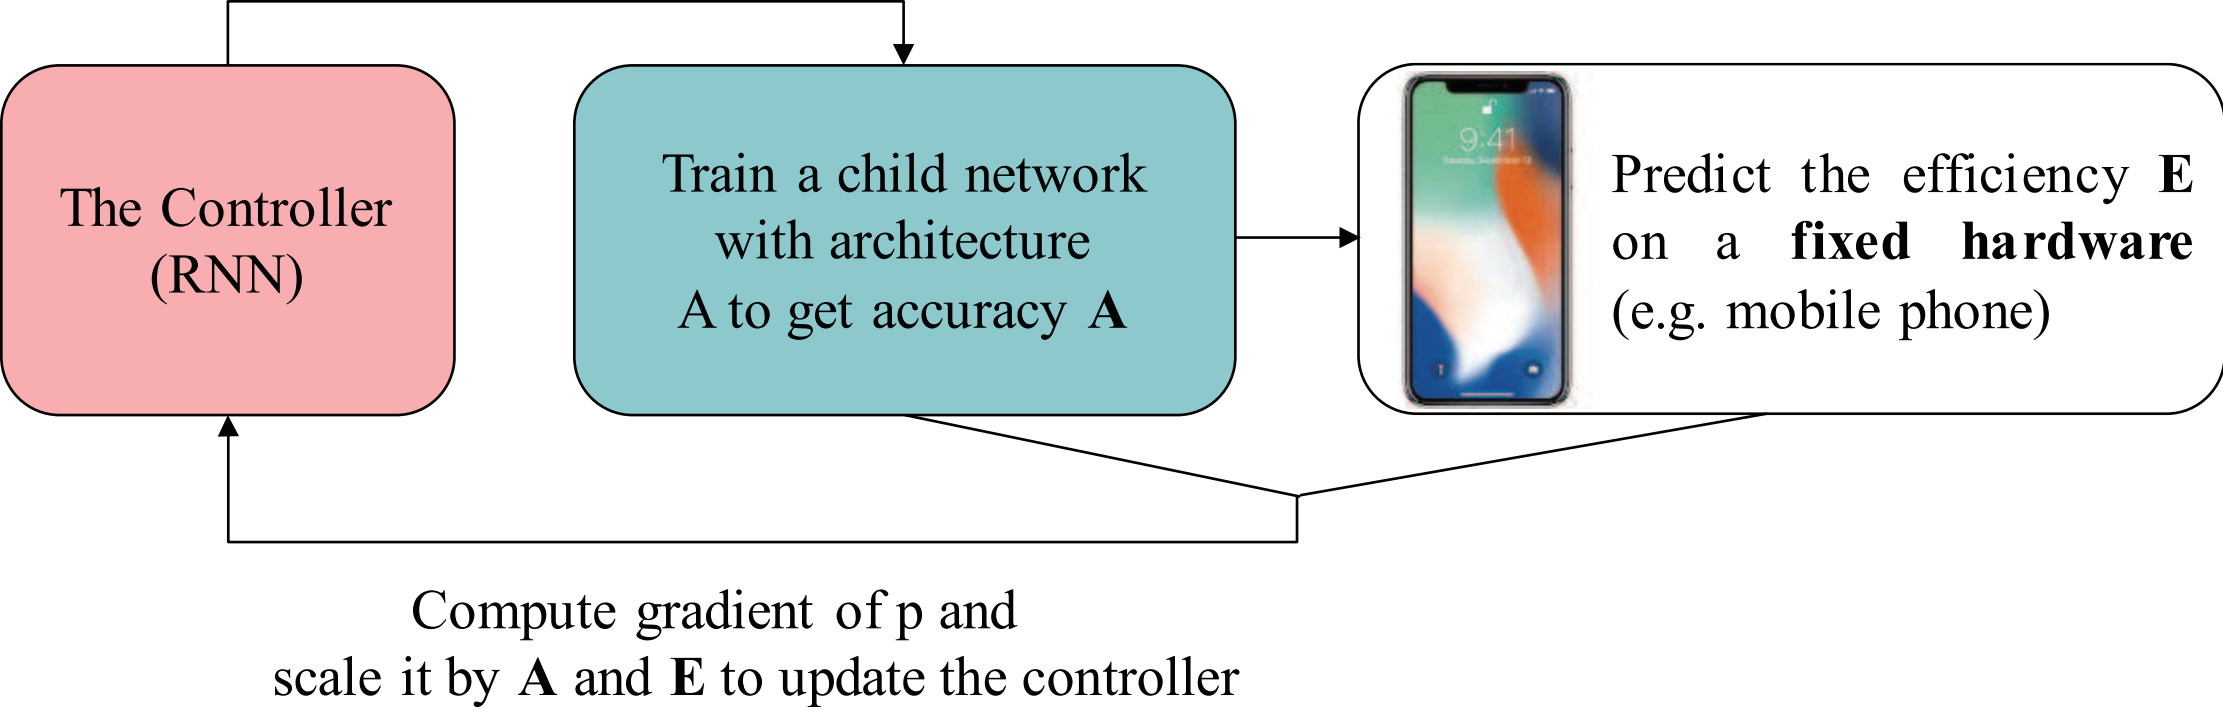 The Controller
(RNN)
Train a child network
with architecture
A to get accuracy A
9:41
Predict the efficiency E
on a fixed hardware
(e.g. mobile phone)
Compute gradient of p and
scale it by A and E to update the controller